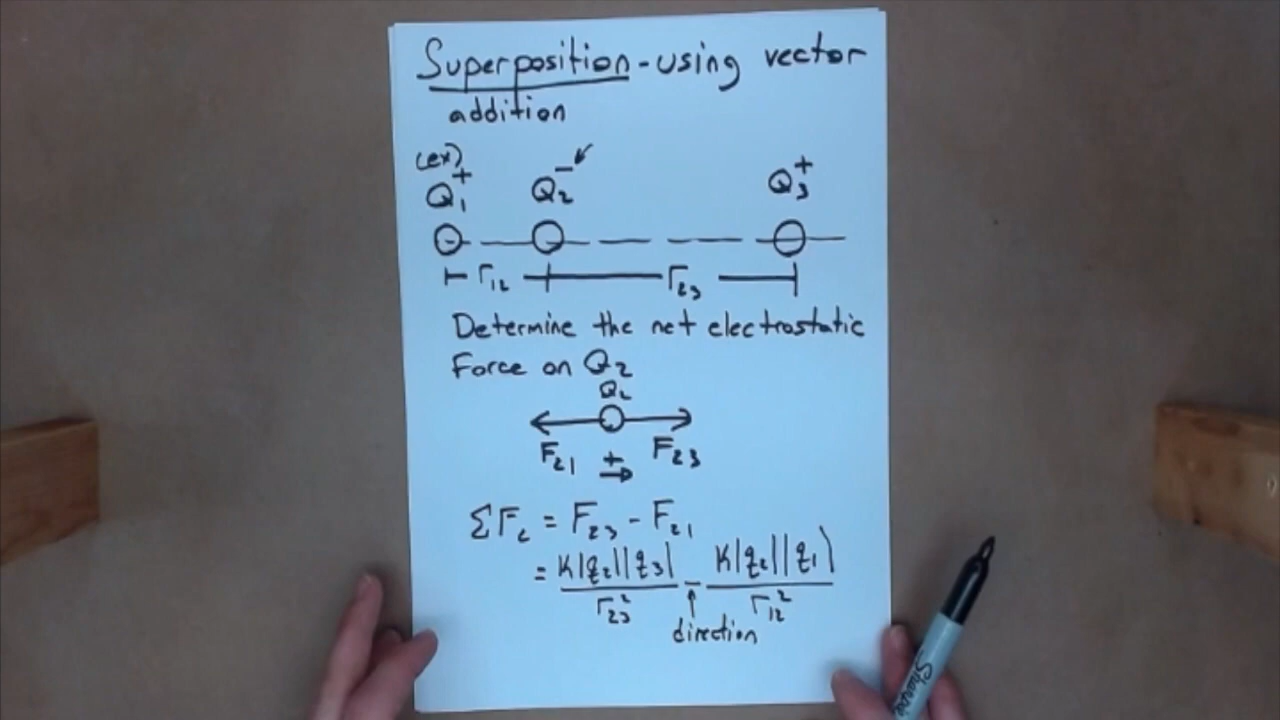 Superposition - using vector
addition
(ex)
Q₁⁺ Q₂⁻ Q₃⁺
r₁₂ r₂₃
Determine the net electrostatic
Force on Q₂
Q₂
F₂₁ + F₂₃
ΣF₂ = F₂₃ - F₂₁
= K|q₂||q₃| / r₂₃² - K|q₂||q₁| / r₁₂²
direction
Sharpie